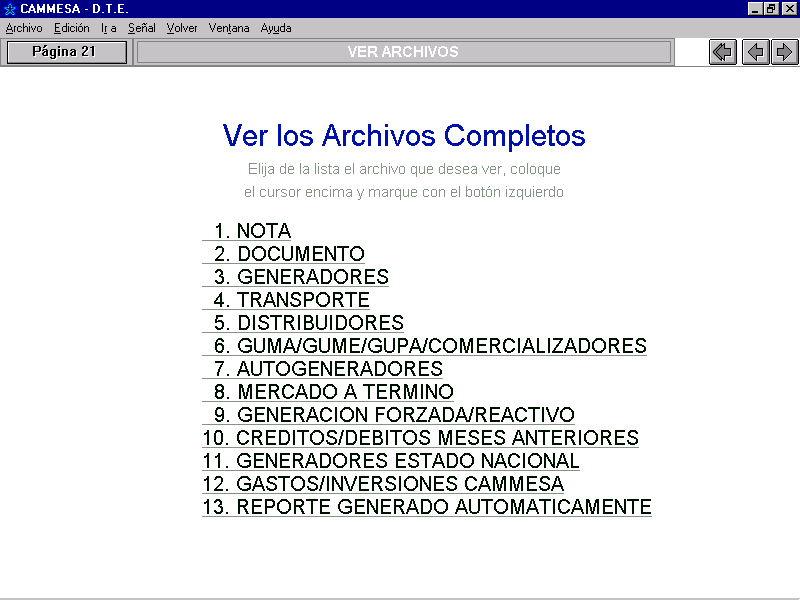 CAMMESA - D.T.E.
Archivo Edición Ir a Señal Volver Ventana Ayuda
Página 21 VER ARCHIVOS
Ver los Archivos Completos
Elija de la lista el archivo que desea ver, coloque
el cursor encima y marque con el botón izquierdo
1. NOTA
2. DOCUMENTO
3. GENERADORES
4. TRANSPORTE
5. DISTRIBUIDORES
6. GUMA/GUME/GUPA/COMERCIALIZADORES
7. AUTOGENERADORES
8. MERCADO A TERMINO
9. GENERACION FORZADA/REACTIVO
10. CREDITOS/DEBITOS MESES ANTERIORES
11. GENERADORES ESTADO NACIONAL
12. GASTOS/INVERSIONES CAMMESA
13. REPORTE GENERADO AUTOMATICAMENTE